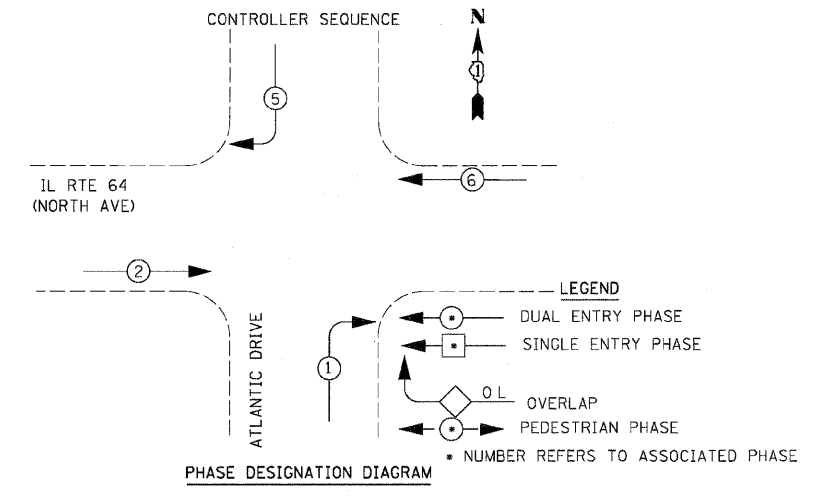 CONTROLLER SEQUENCE
N
1
5
6
IL RTE 64
(NORTH AVE)
2
LEGEND
* DUAL ENTRY PHASE
* SINGLE ENTRY PHASE
1
ATLANTIC DRIVE
OL OVERLAP
* PEDESTRIAN PHASE
* NUMBER REFERS TO ASSOCIATED PHASE
PHASE DESIGNATION DIAGRAM